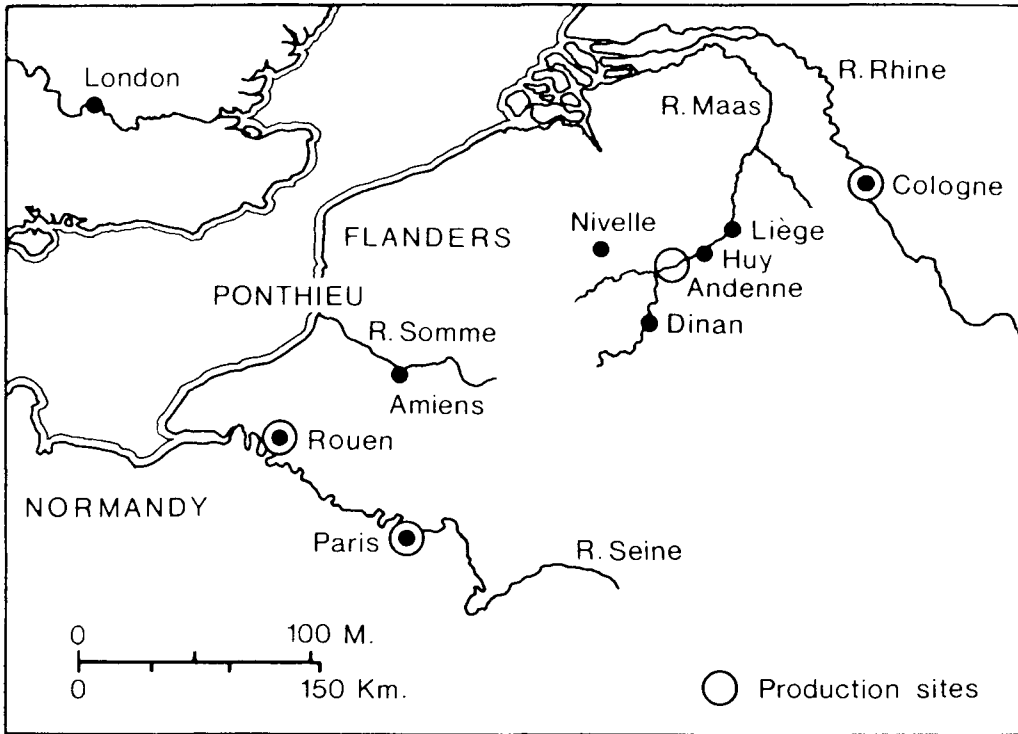 London
R. Rhine
R. Maas
Cologne
Nivelle
Liège
FLANDERS
Huy
Andenne
PONTHIEU
Dinan
R. Somme
Amiens
Rouen
NORMANDY
Paris
R. Seine
0 100 M.
0 150 Km.
Production sites